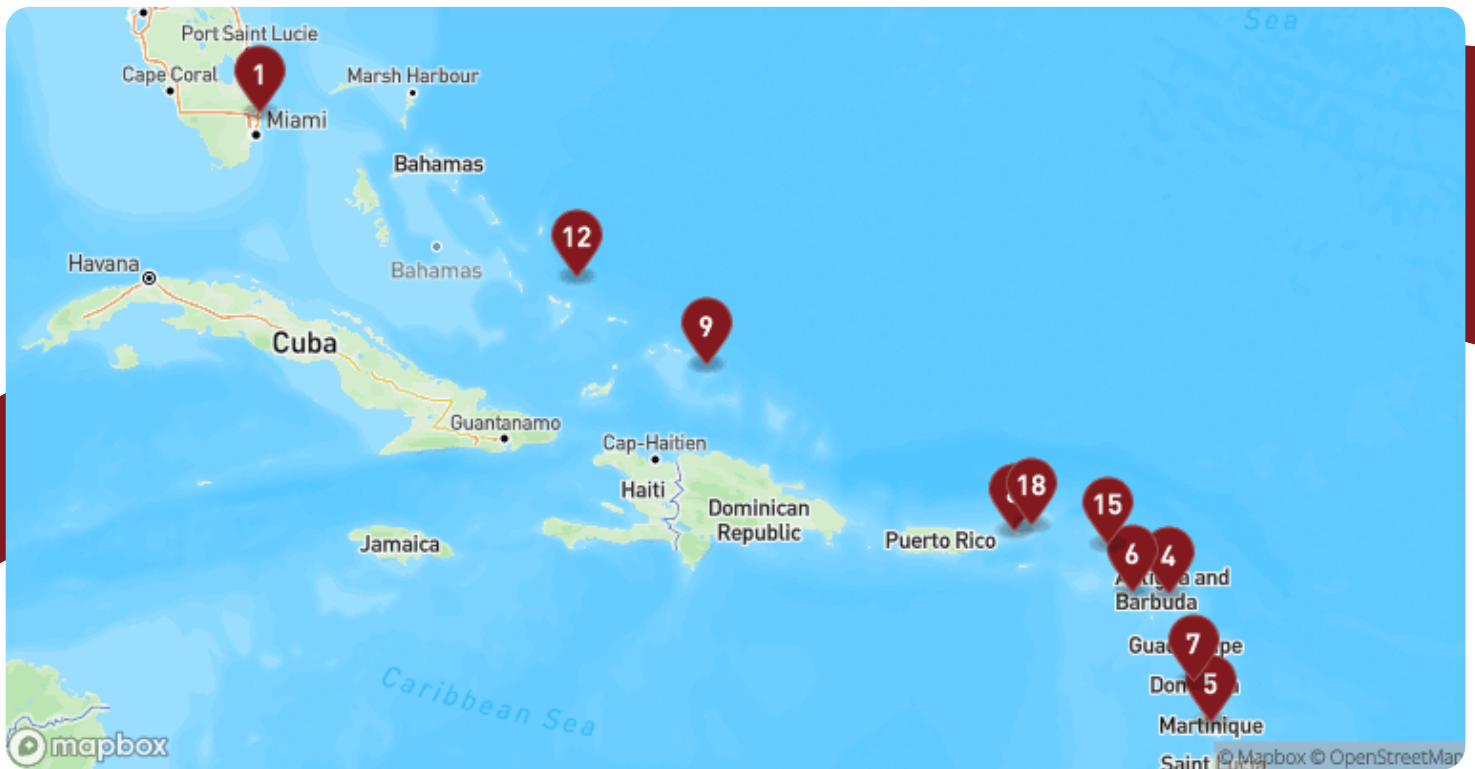 Sea
Port Saint Lucie
1
Cape Coral
Marsh Harbour
Miami
Bahamas
12
Havana
Bahamas
9
Cuba
Guantanamo
Cap-Haitien
18
Haiti
15
Dominican
Republic
Jamaica
Puerto Rico
6
4
and
Barbuda
7
5
Caribbean Sea
Martinique
mapbox
Saint
© Mapbox © OpenStreetMap